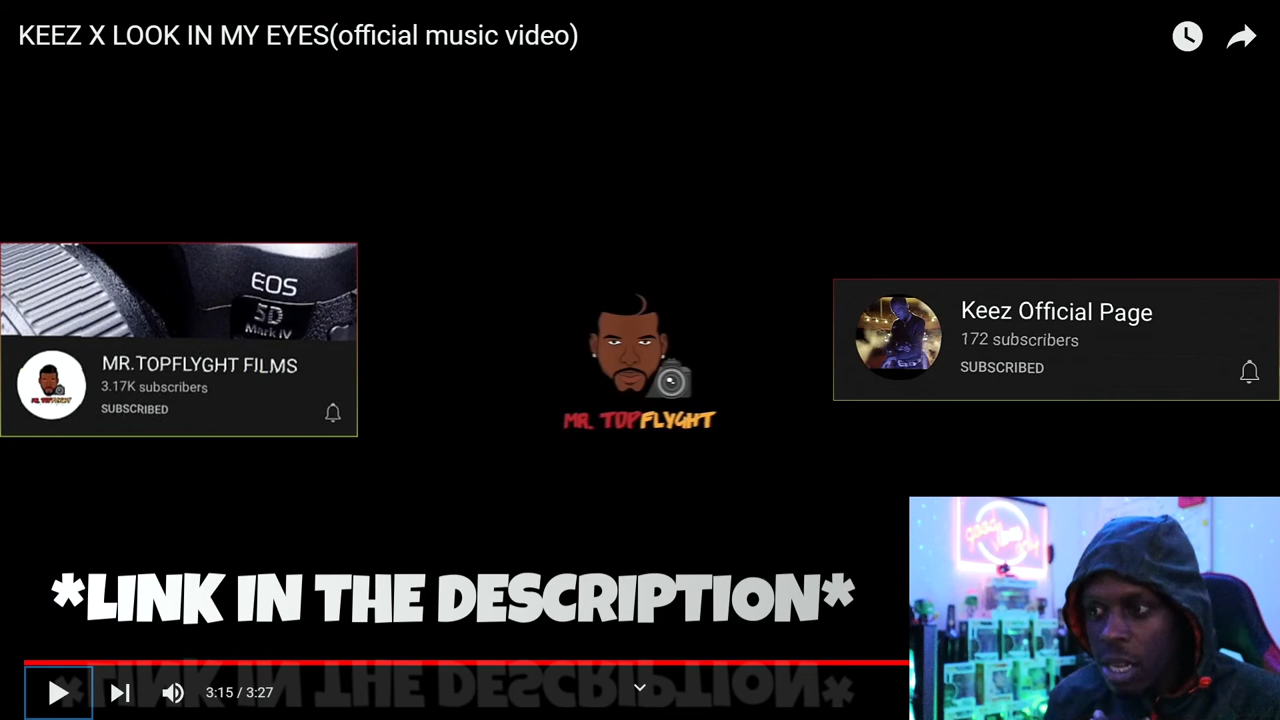 KEEZ X LOOK IN MY EYES(official music video)
EOS
5D
Mark IV
MR.TOPFLYGHT FILMS
3.17K subscribers
SUBSCRIBED
MR. TOPFLYGHT
Keez Official Page
172 subscribers
SUBSCRIBED
good
*LINK IN THE DESCRIPTION*
3:15 / 3:27